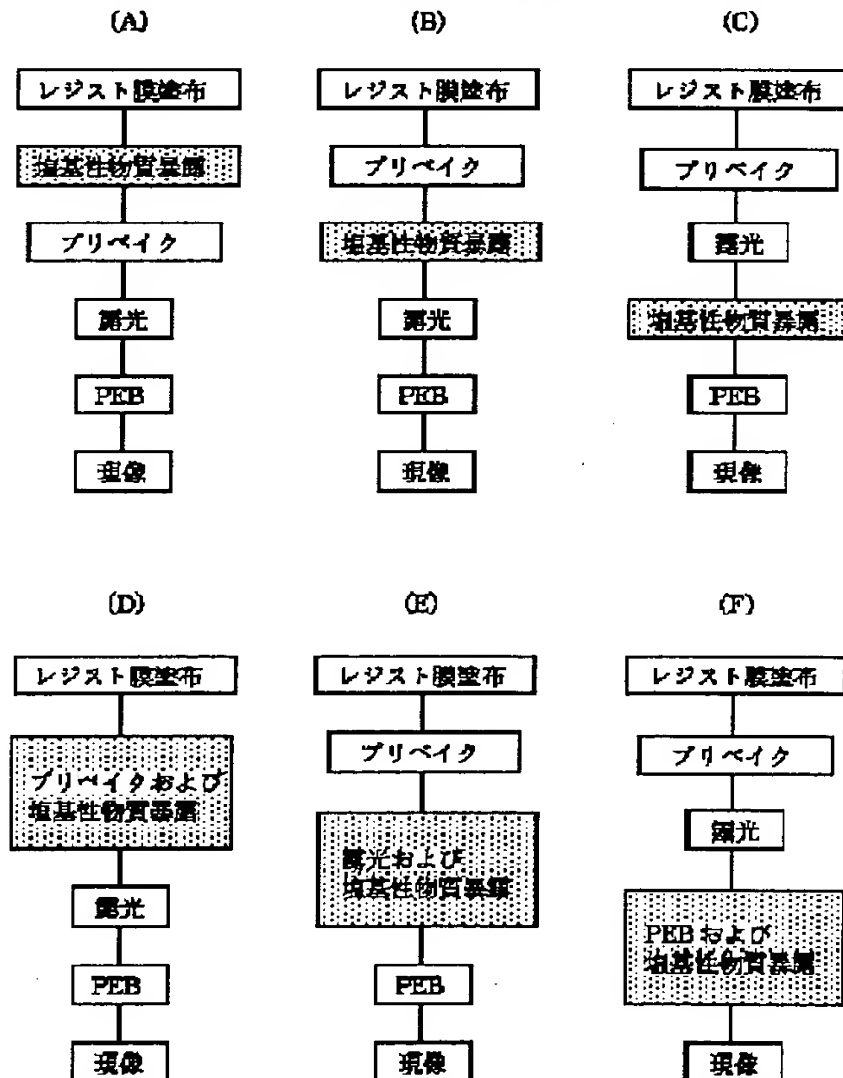 (A)
レジスト膜塗布
塩基性物質暴露
プリベイク
露光
PEB
現像
(B)
レジスト膜塗布
プリベイク
塩基性物質暴露
露光
PEB
現像
(C)
レジスト膜塗布
プリベイク
露光
塩基性物質暴露
PEB
現像
(D)
レジスト膜塗布
プリベイクおよび
塩基性物質暴露
露光
PEB
現像
(E)
レジスト膜塗布
プリベイク
露光および
塩基性物質暴露
PEB
現像
(F)
レジスト膜塗布
プリベイク
露光
PEBおよび
塩基性物質暴露
現像